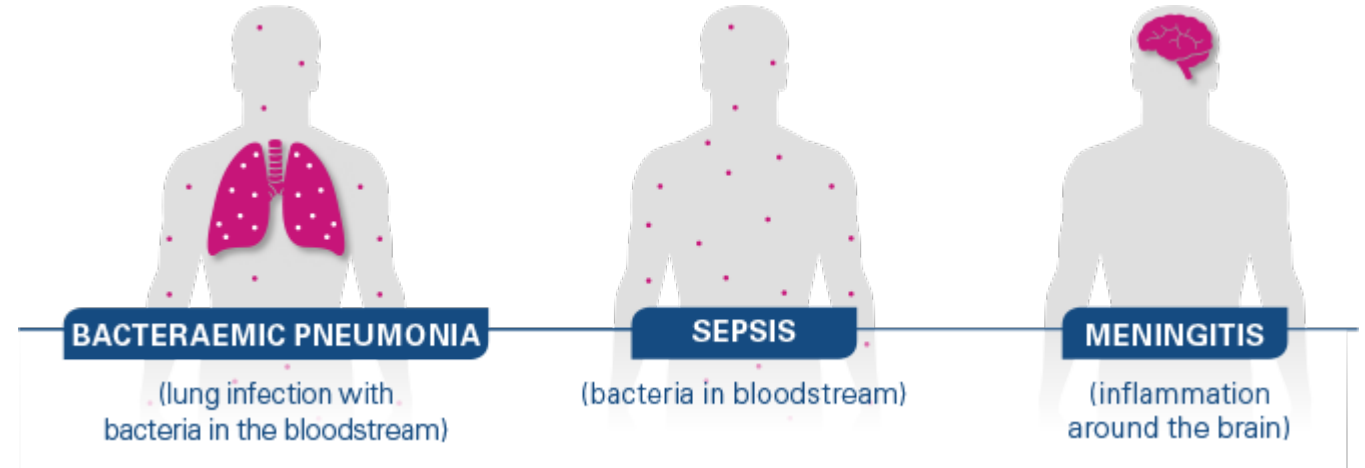 BACTERAEMIC PNEUMONIA
(lung infection with
bacteria in the bloodstream)
SEPSIS
(bacteria in bloodstream)
MENINGITIS
(inflammation
around the brain)